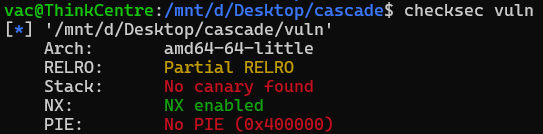 vac@ThinkCentre:/mnt/d/Desktop/cascade$ checksec vuln
[*] '/mnt/d/Desktop/cascade/vuln'
    Arch:     amd64-64-little
    RELRO:    Partial RELRO
    Stack:    No canary found
    NX:       NX enabled
    PIE:      No PIE (0x400000)